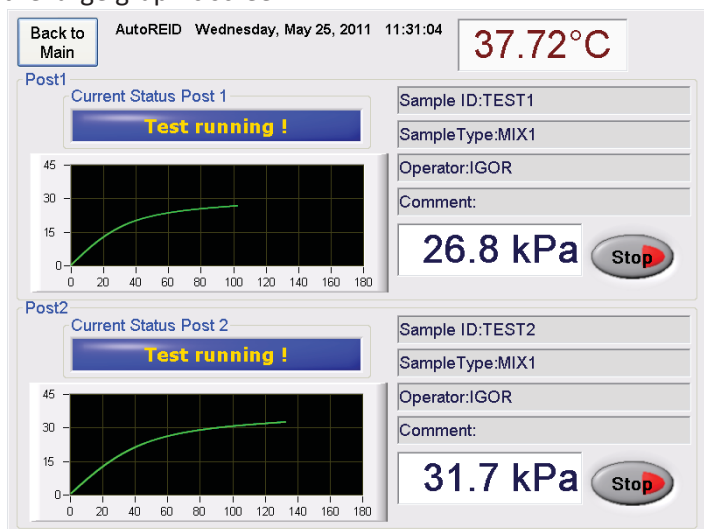 Back to Main
AutoREID Wednesday, May 25, 2011 11:31:04
37.72°C
Post1
Current Status Post 1
Test running !
45
30
15
0
0 20 40 60 80 100 120 140 160 180
Sample ID:TEST1
SampleType:MIX1
Operator:IGOR
Comment:
26.8 kPa
Stop
Post2
Current Status Post 2
Test running !
45
30
15
0
0 20 40 60 80 100 120 140 160 180
Sample ID:TEST2
SampleType:MIX1
Operator:IGOR
Comment:
31.7 kPa
Stop